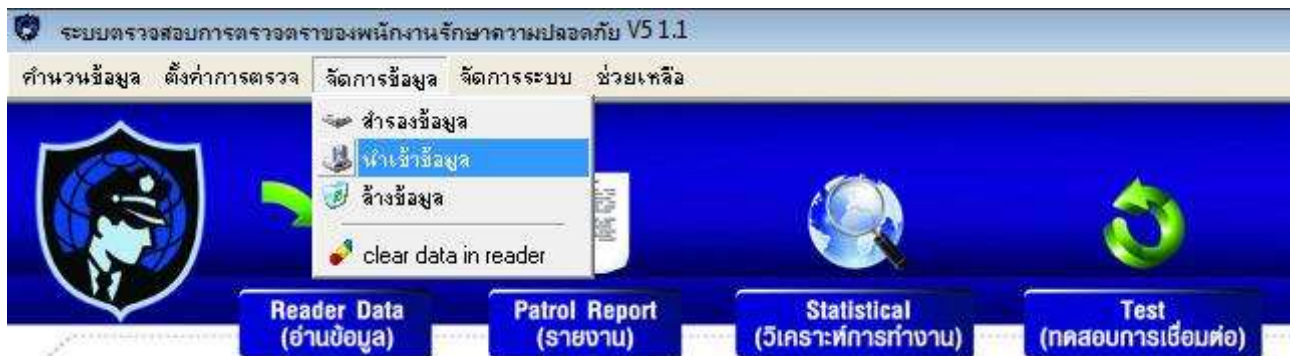 ระบบตรวจสอบการตรวจตราของพนักงานรักษาความปลอดภัย V5 1.1
คำนวนข้อมูล ตั้งค่าการตรวจ จัดการข้อมูล จัดการระบบ ช่วยเหลือ
สำรองข้อมูล
นำเข้าข้อมูล
ล้างข้อมูล
clear data in reader
Reader Data Patrol Report Statistical Test
(อ่านข้อมูล) (รายงาน) (วิเคราะห์การทำงาน) (ทดสอบการเชื่อมต่อ)